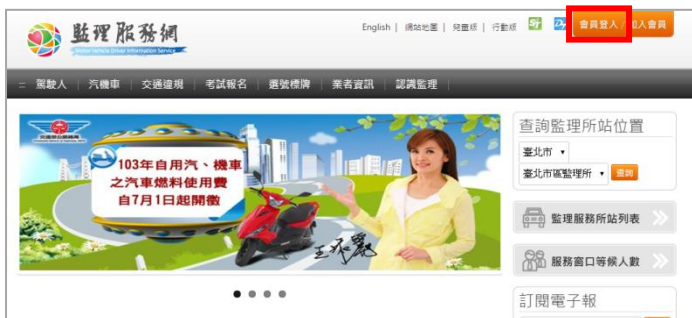 English | 網站地圖 | 兒童版 | 行動版
會員登入 / 加入會員
監理服務網
Motor Vehicle Driver Information Service
駕駛人 | 汽機車 | 交通違規 | 考試報名 | 選號標牌 | 業者資訊 | 認識監理
103年自用汽、機車
之汽車燃料使用費
自7月1日起開徵
查詢監理所站位置
臺北市
臺北市區監理所
查詢
監理服務所站列表
服務窗口等候人數
訂閱電子報